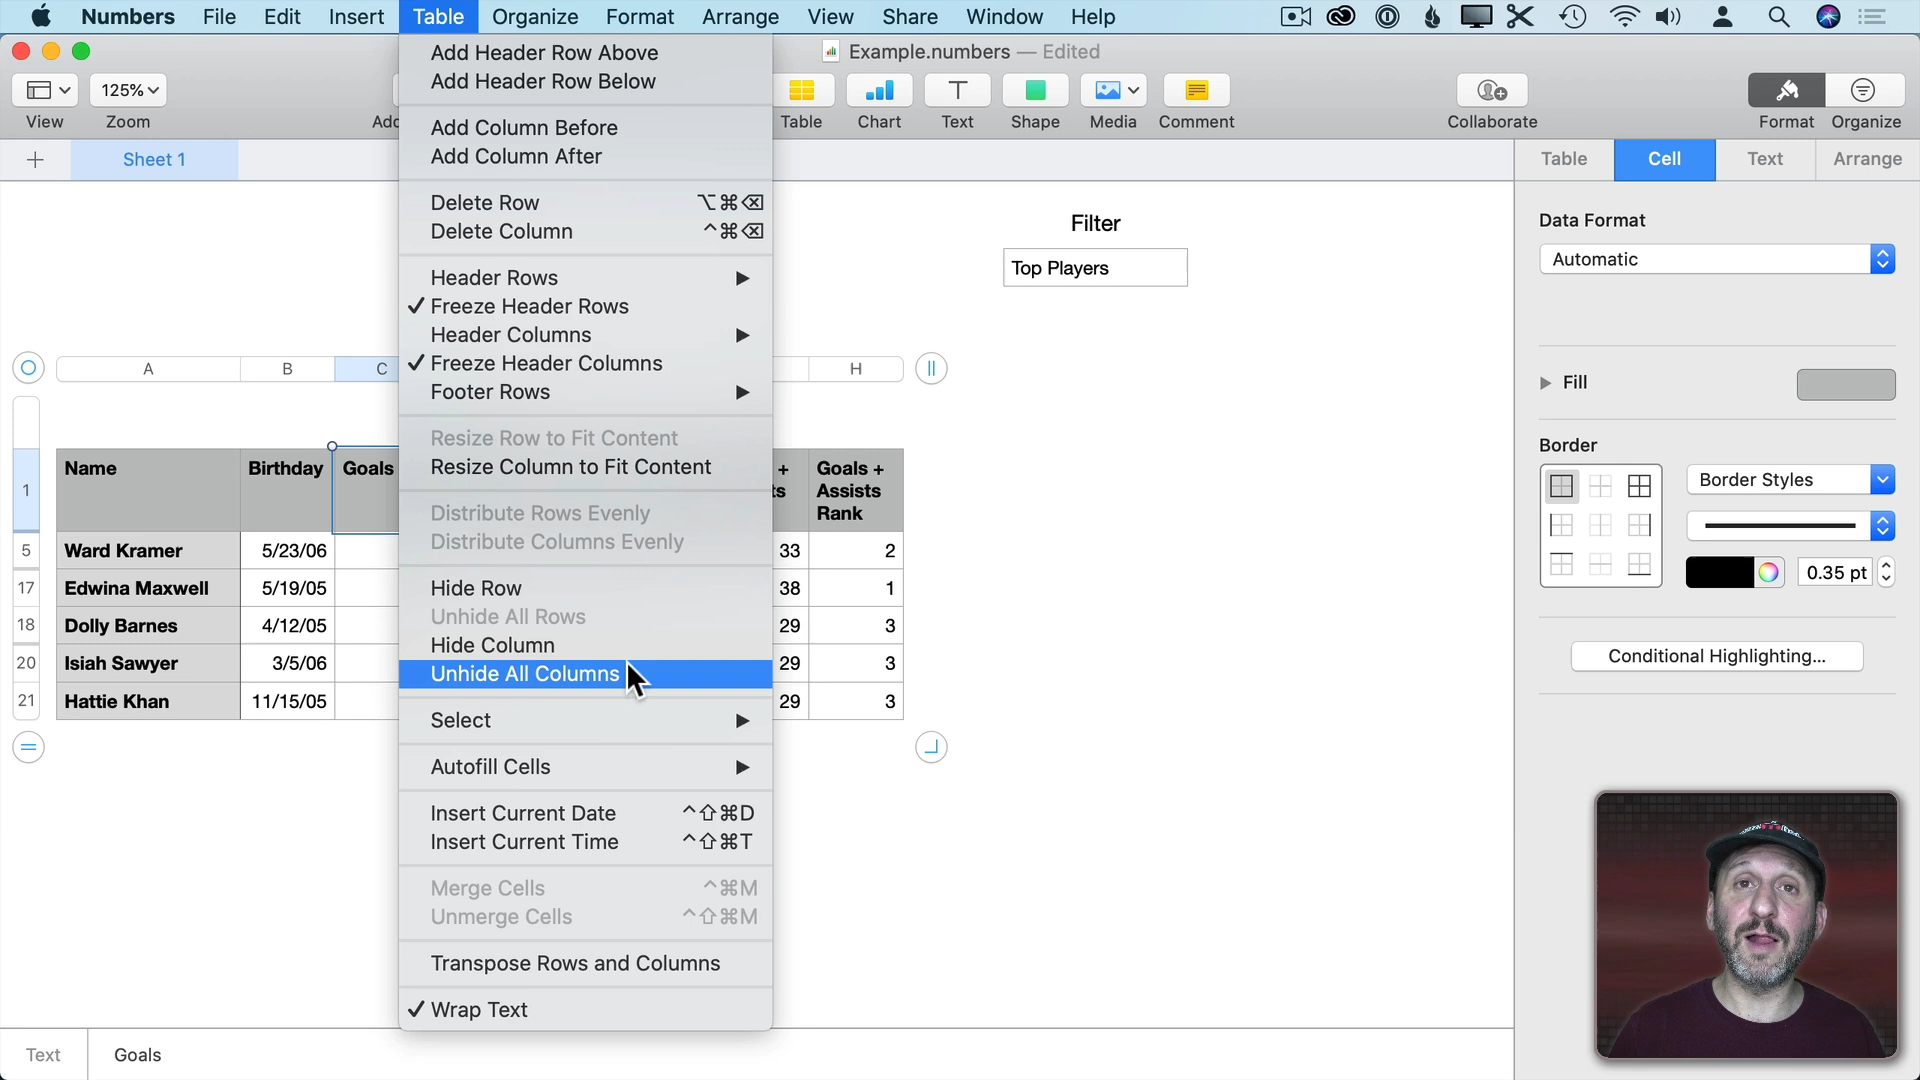 Numbers File Edit Insert Table Organize Format Arrange View Share Window Help
Example.numbers — Edited
125%
View Zoom Add Table Chart Text Shape Media Comment Collaborate Format Organize
Sheet 1
Add Header Row Above
Add Header Row Below
Add Column Before
Add Column After
Delete Row ⌥⌘⌫
Delete Column ^⌘⌫
Header Rows ▶
✓ Freeze Header Rows
Header Columns ▶
✓ Freeze Header Columns
Footer Rows ▶
Resize Row to Fit Content
Resize Column to Fit Content
Distribute Rows Evenly
Distribute Columns Evenly
Hide Row
Unhide All Rows
Hide Column
Unhide All Columns
Select ▶
Autofill Cells ▶
Insert Current Date ^⇧⌘D
Insert Current Time ^⇧⌘T
Merge Cells ^⌘M
Unmerge Cells ^⇧⌘M
Transpose Rows and Columns
✓ Wrap Text
Filter
Top Players
A B C H
1 Name Birthday Goals + Goals +
ts Assists
Rank
5 Ward Kramer 5/23/06 33 2
17 Edwina Maxwell 5/19/05 38 1
18 Dolly Barnes 4/12/05 29 3
20 Isiah Sawyer 3/5/06 29 3
21 Hattie Khan 11/15/05 29 3
Text Goals
Table Cell Text Arrange
Data Format
Automatic
Fill
Border
Border Styles
0.35 pt
Conditional Highlighting...